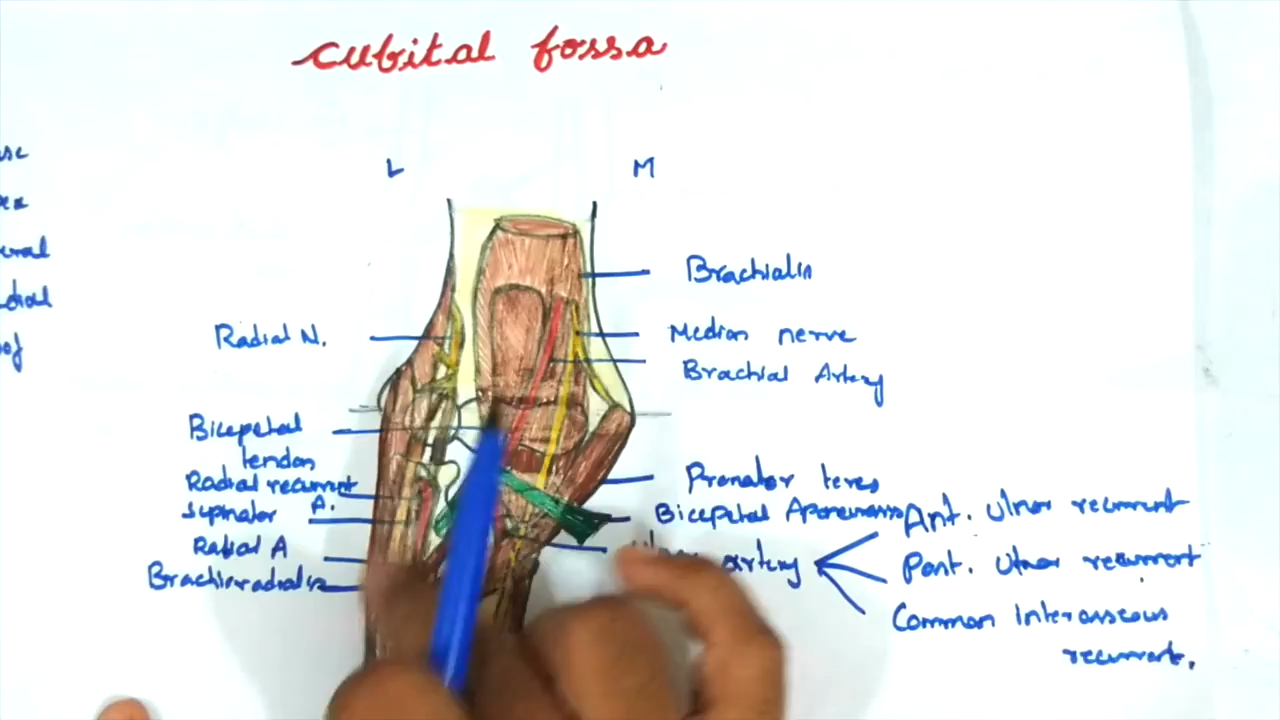 cubital fossa
L M
Brachialis
Radial N.
Median nerve
Brachial Artery
Bicepetal
tendon
Radial recurrent
A.
Supinator
Radial A
Brachioradialis
Pronator teres
Bicepetal Aponeurosis
artery
Ant. Ulnar recurrent
Post. Ulnar recurrent
Common Interosseous
recurrent.